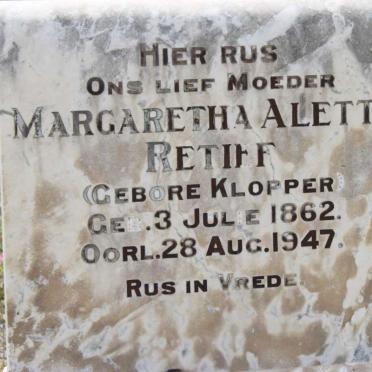 HIER RUS
ONS LIEF MOEDER
MARGARETHA ALETT
RETIEF
(GEBORE KLOPPER
GEB.3 JULIE 1862.
OORL.28 AUG.1947.
RUS IN VREDE.